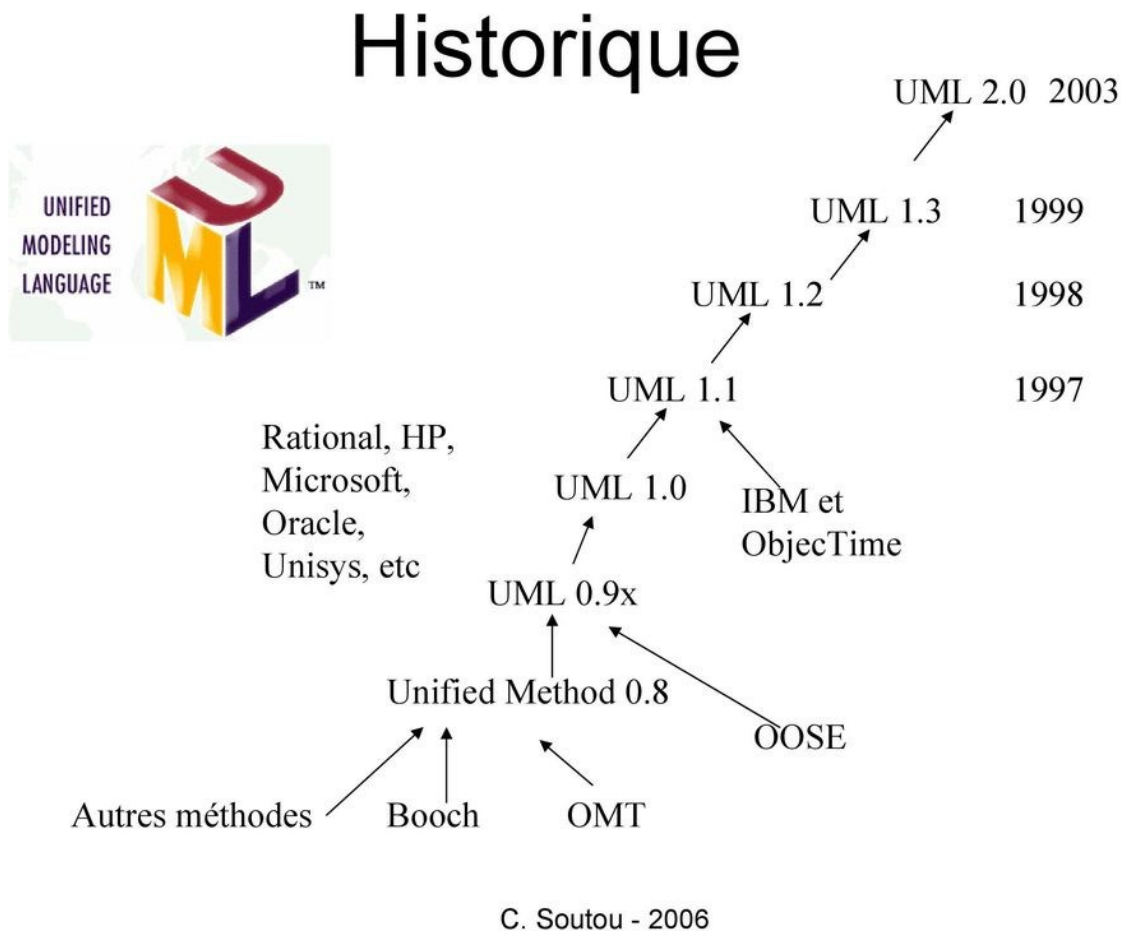 Historique
UML 2.0 2003
UNIFIED
MODELING
LANGUAGE
UML
TM
UML 1.3 1999
UML 1.2 1998
UML 1.1 1997
Rational, HP,
Microsoft,
Oracle,
Unisys, etc
UML 1.0
IBM et
ObjecTime
UML 0.9x
Unified Method 0.8
OOSE
Autres méthodes
Booch
OMT
C. Soutou - 2006